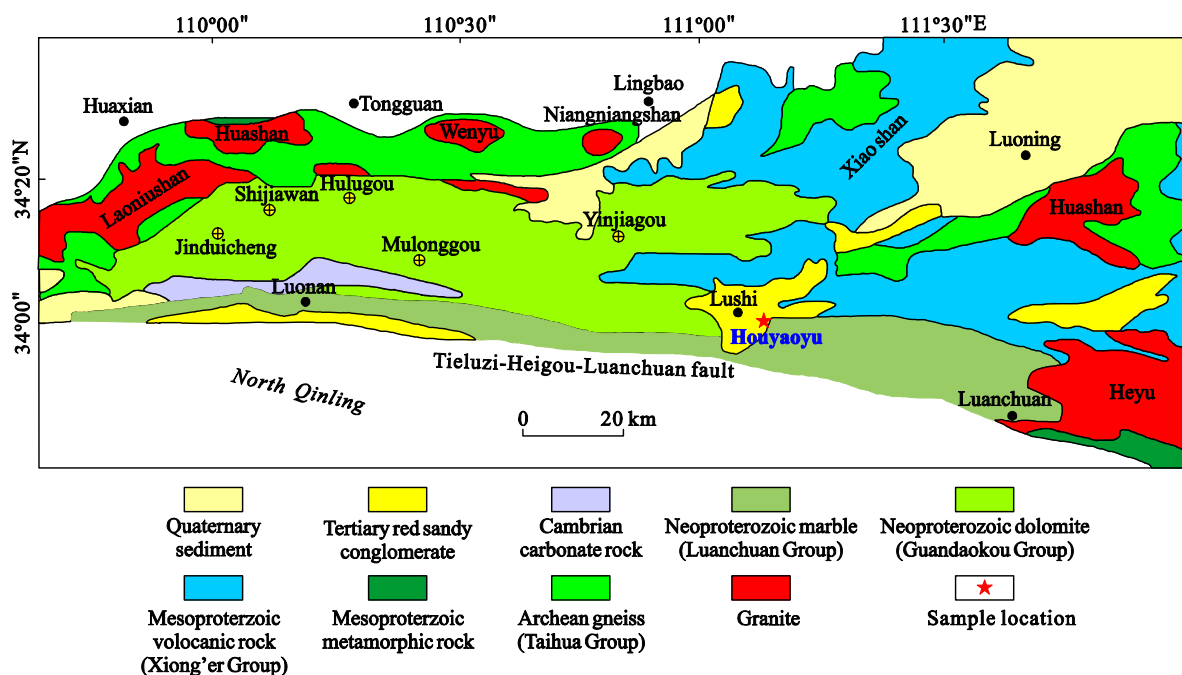 110°00" 110°30" 111°00" 111°30"E
34°20"N
34°00"
Huaxian
Tongguan
Lingbao
Niangniangshan
Huashan
Wenyu
Xiao shan
Luoning
Laoniushan
Shijiawan
Hulugou
Huashan
Jinduicheng
Mulonggou
Yinjiagou
Luonan
Lushi
Houyaoyu
Tieluzi-Heigou-Luanchuan fault
North Qinling
Luanchuan
Heyu
0 20 km
Quaternary
sediment
Tertiary red sandy
conglomerate
Cambrian
carbonate rock
Neoproterozoic marble
(Luanchuan Group)
Neoproterozoic dolomite
(Guandaokou Group)
Mesoproterzoic
volocanic rock
(Xiong’er Group)
Mesoproterzoic
metamorphic rock
Archean gneiss
(Taihua Group)
Granite
Sample location